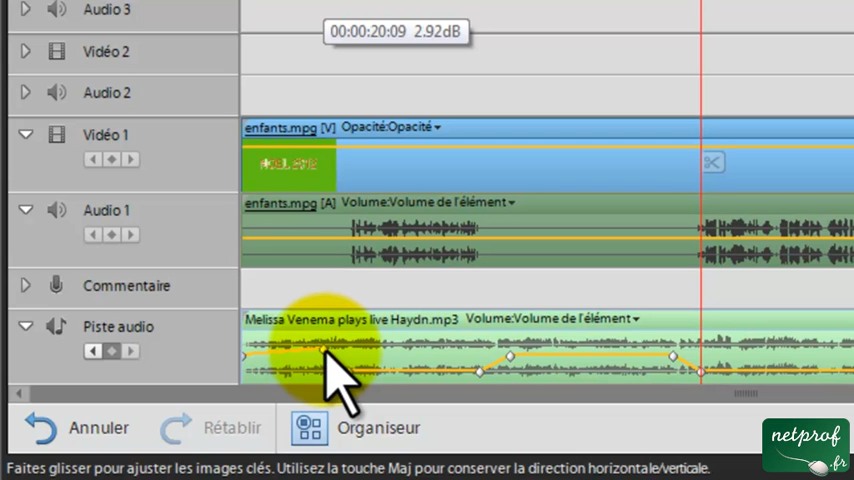 Audio 3
00:00:20:09 2.92dB
Vidéo 2
Audio 2
Vidéo 1
enfants.mpg [V] Opacité:Opacité
Audio 1
enfants.mpg [A] Volume:Volume de l'élément
Commentaire
Piste audio
Melissa Venema plays live Haydn.mp3 Volume:Volume de l'élément
Annuler
Rétablir
Organiseur
netprof
.fr
Faites glisser pour ajuster les images clés. Utilisez la touche Maj pour conserver la direction horizontale/verticale.